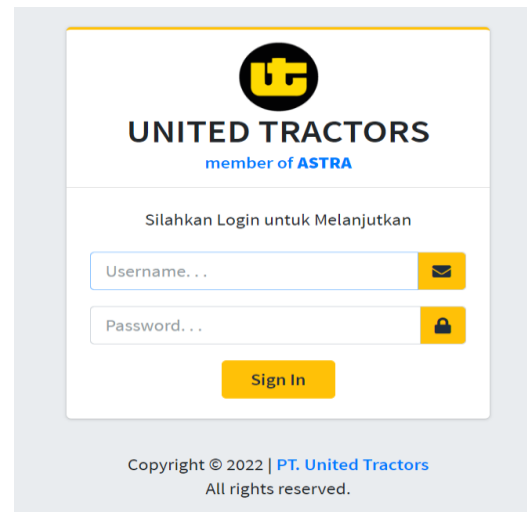 ut
UNITED TRACTORS
member of ASTRA
Silahkan Login untuk Melanjutkan
Username. . .
Password. . .
Sign In
Copyright © 2022 | PT. United Tractors
All rights reserved.